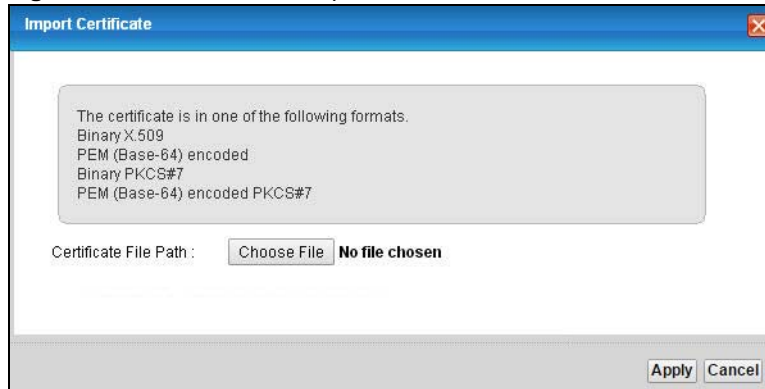 Import Certificate
The certificate is in one of the following formats.
Binary X.509
PEM (Base-64) encoded
Binary PKCS#7
PEM (Base-64) encoded PKCS#7
Certificate File Path : Choose File No file chosen
Apply Cancel